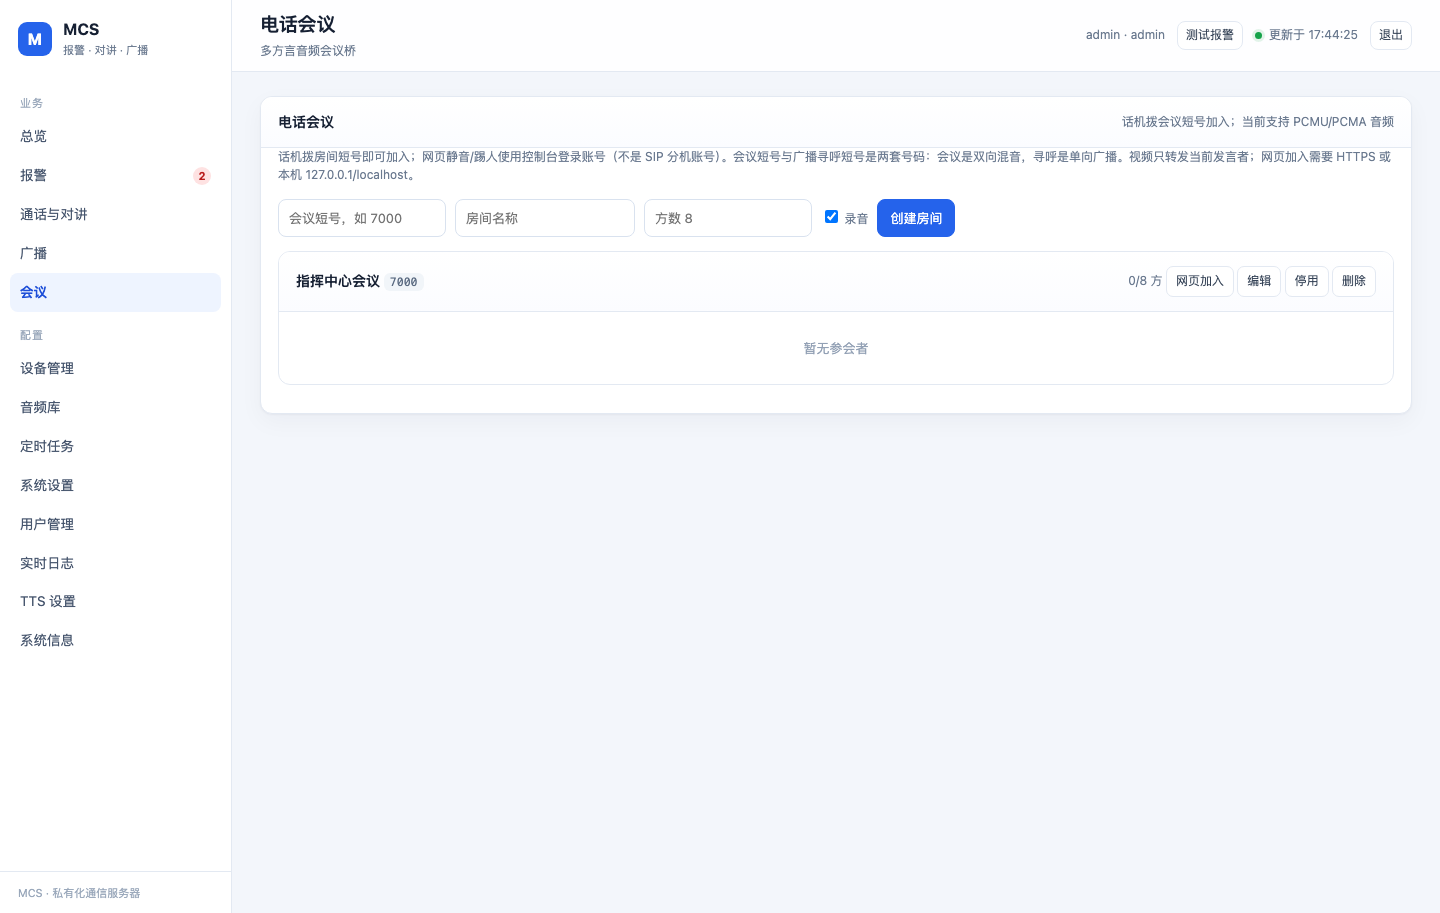 M
MCS
报警 · 对讲 · 广播
业务
总览
报警 2
通话与对讲
广播
会议
配置
设备管理
音频库
定时任务
系统设置
用户管理
实时日志
TTS 设置
系统信息
MCS · 私有化通信服务器
电话会议
多方言音频会议桥
admin · admin 测试报警 更新于 17:44:25 退出
电话会议 话机拨会议短号加入；当前支持 PCMU/PCMA 音频
话机拨房间短号即可加入；网页静音/踢人使用控制台登录账号（不是 SIP 分机账号）。会议短号与广播寻呼短号是两套号码：会议是双向混音，寻呼是单向广播。视频只转发当前发言者；网页加入需要 HTTPS 或
本机 127.0.0.1/localhost。
会议短号，如 7000 房间名称 方数 8 录音 创建房间
指挥中心会议 7000 0/8 方 网页加入 编辑 停用 删除
暂无参会者